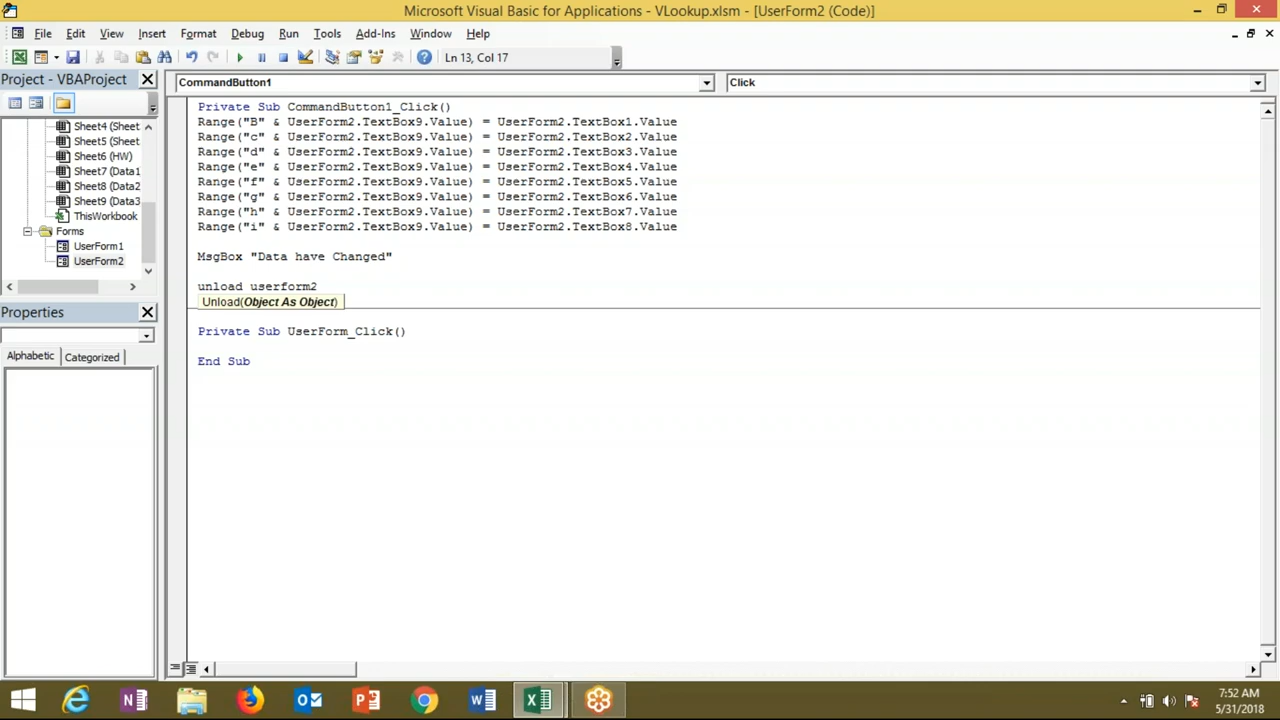 Microsoft Visual Basic for Applications - VLookup.xlsm - [UserForm2 (Code)]
File Edit View Insert Format Debug Run Tools Add-Ins Window Help
Ln 13, Col 17
Project - VBAProject
CommandButton1
Click
Sheet4 (Sheet
Sheet5 (Sheet
Sheet6 (HW)
Sheet7 (Data1
Sheet8 (Data2
Sheet9 (Data3
ThisWorkbook
Forms
UserForm1
UserForm2
Properties
Alphabetic Categorized
Private Sub CommandButton1_Click()
Range("B" & UserForm2.TextBox9.Value) = UserForm2.TextBox1.Value
Range("c" & UserForm2.TextBox9.Value) = UserForm2.TextBox2.Value
Range("d" & UserForm2.TextBox9.Value) = UserForm2.TextBox3.Value
Range("e" & UserForm2.TextBox9.Value) = UserForm2.TextBox4.Value
Range("f" & UserForm2.TextBox9.Value) = UserForm2.TextBox5.Value
Range("g" & UserForm2.TextBox9.Value) = UserForm2.TextBox6.Value
Range("h" & UserForm2.TextBox9.Value) = UserForm2.TextBox7.Value
Range("i" & UserForm2.TextBox9.Value) = UserForm2.TextBox8.Value
MsgBox "Data have Changed"
unload userform2
Unload(Object As Object)
Private Sub UserForm_Click()
End Sub
7:52 AM
5/31/2018